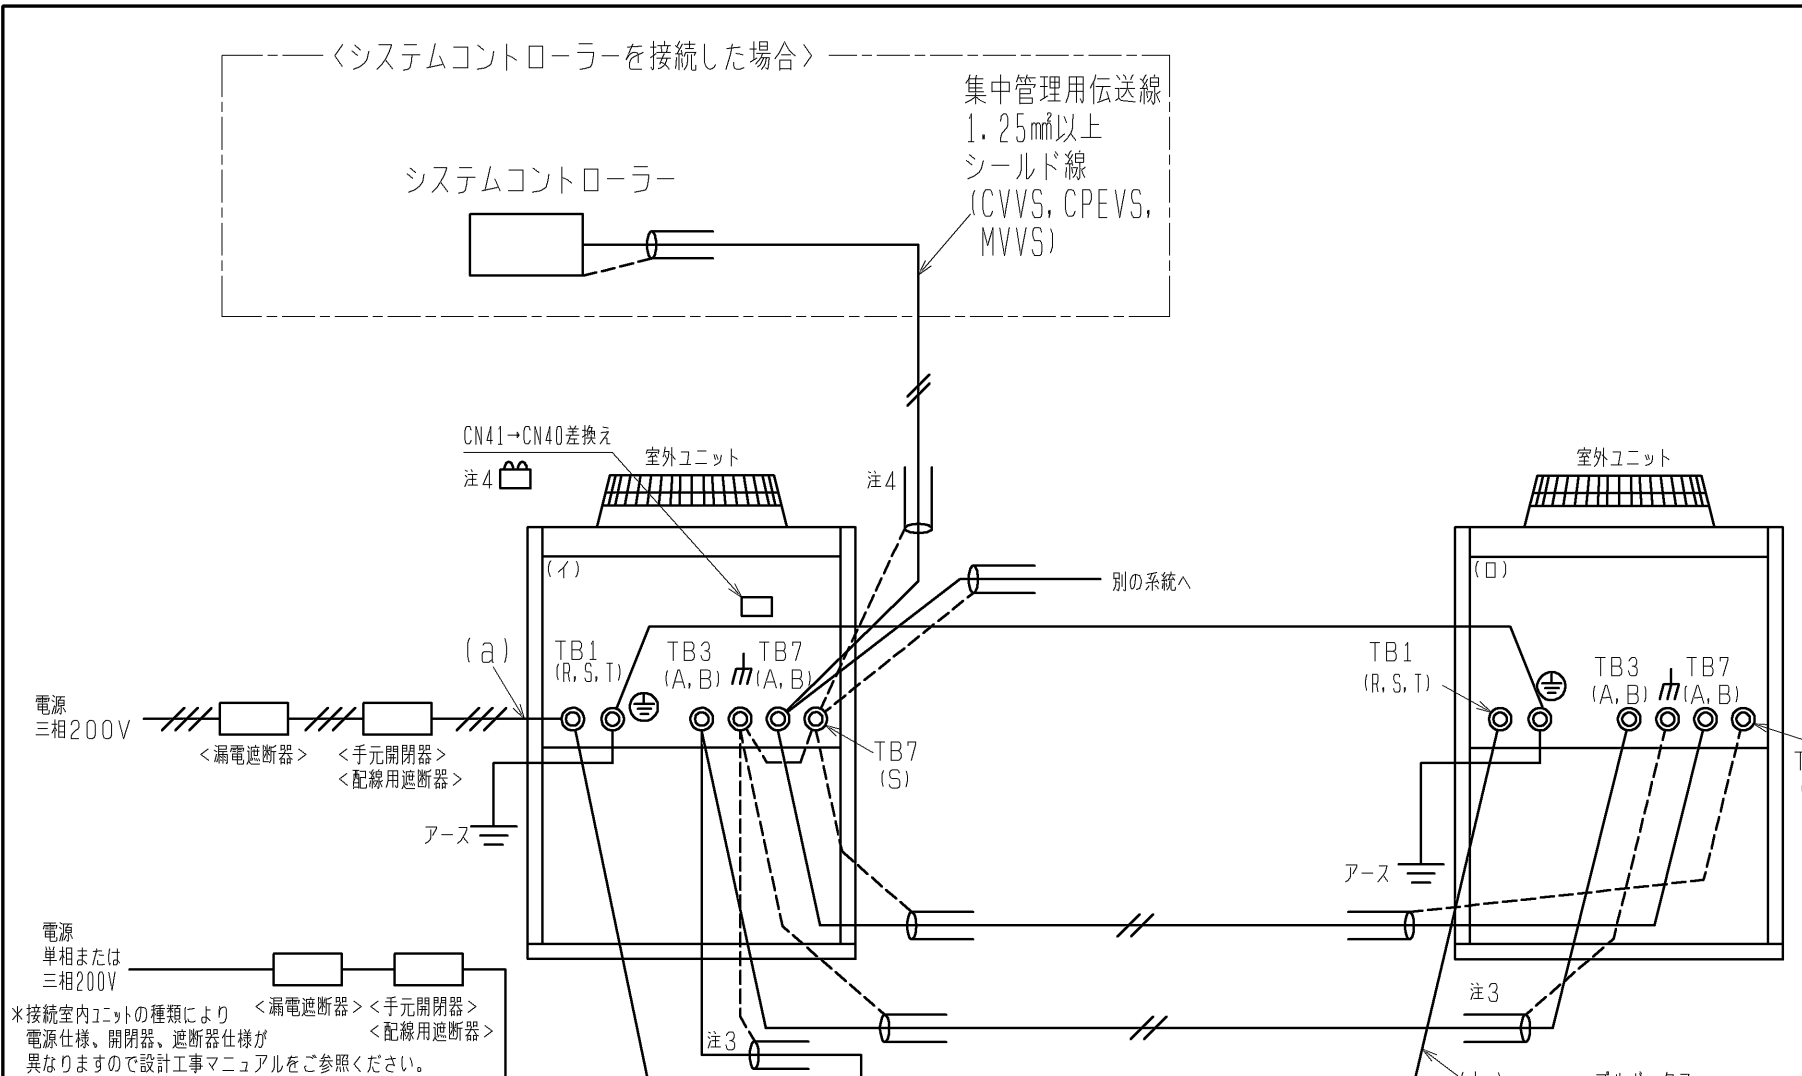 〈システムコントローラーを接続した場合〉
集中管理用伝送線
1.25㎟以上
シールド線
(CVVS, CPEVS,
MVVS)
システムコントローラー
CN41→CN40差換え
注4
室外ユニット
注4
室外ユニット
(イ)
別の系統へ
(ロ)
(a)
TB1
(R, S, T)
TB3
(A, B)
TB7
(A, B)
TB1
(R, S, T)
TB3
(A, B)
TB7
(A, B)
電源
三相200V
<漏電遮断器>
<手元開閉器>
<配線用遮断器>
TB7
(S)
アース
アース
電源
単相または
三相200V
<漏電遮断器>
<手元開閉器>
<配線用遮断器>
*接続室内ユニットの種類により
電源仕様、開閉器、遮断器仕様が
異なりますので設計工事マニュアルをご参照ください。
注3
注3